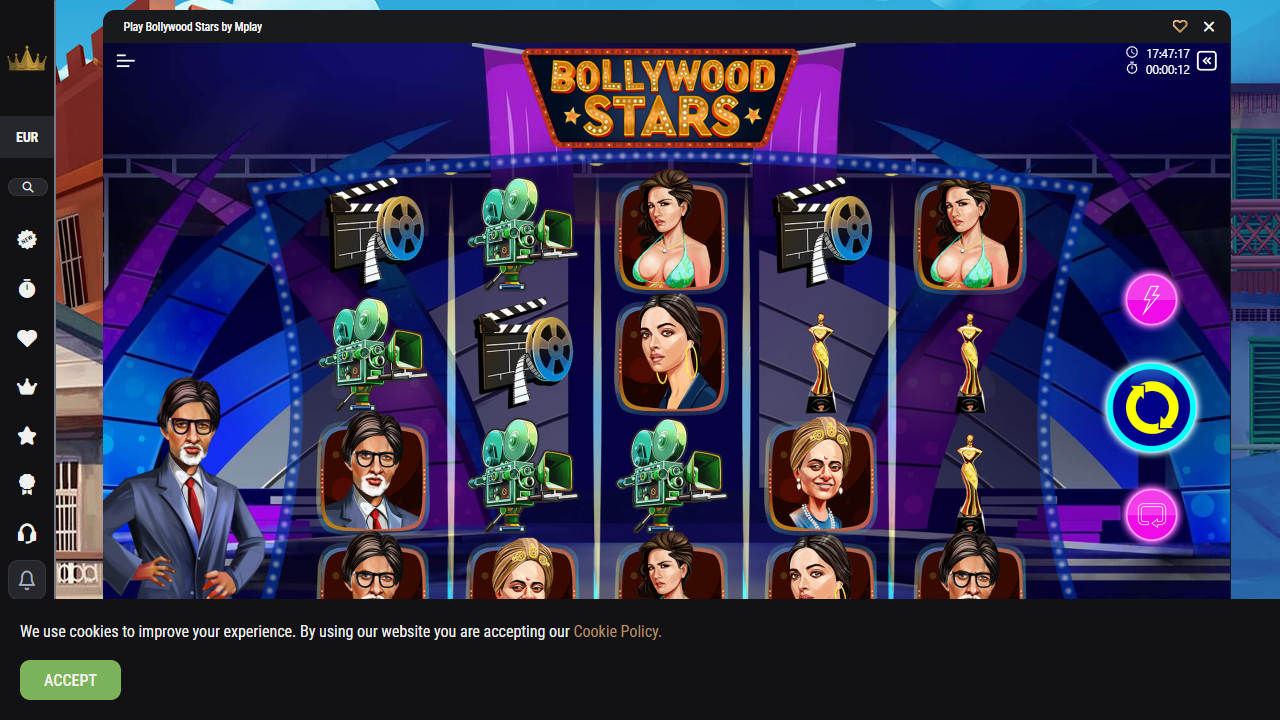 Play Bollywood Stars by Mplay
17:47:17
00:00:12
BOLLYWOOD
STARS
EUR
NEW
We use cookies to improve your experience. By using our website you are accepting our Cookie Policy.
ACCEPT